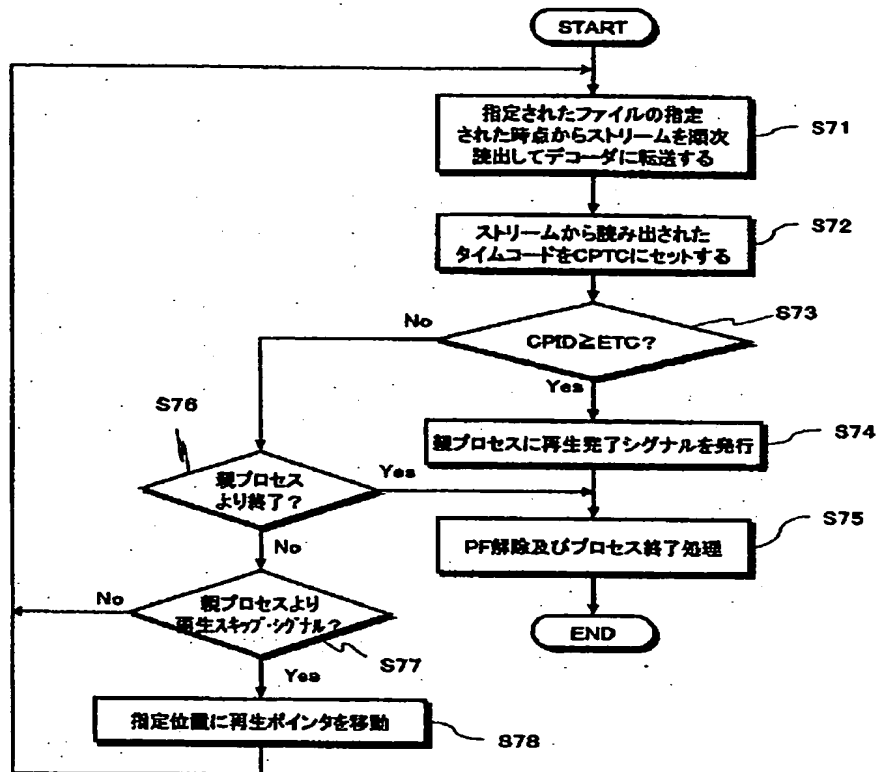 START
指定されたファイルの指定
された時点からストリームを順次
読出してデコーダに転送する
S71
ストリームから読み出された
タイムコードをCPTCにセットする
S72
CPID≧ETC?
S73
No
Yes
親プロセスに再生完了シグナルを発行
S74
S76
親プロセス
より終了?
Yes
No
PF解除及びプロセス終了処理
S75
END
親プロセスより
再生スキップ・シグナル?
S77
No
Yes
指定位置に再生ポインタを移動
S78